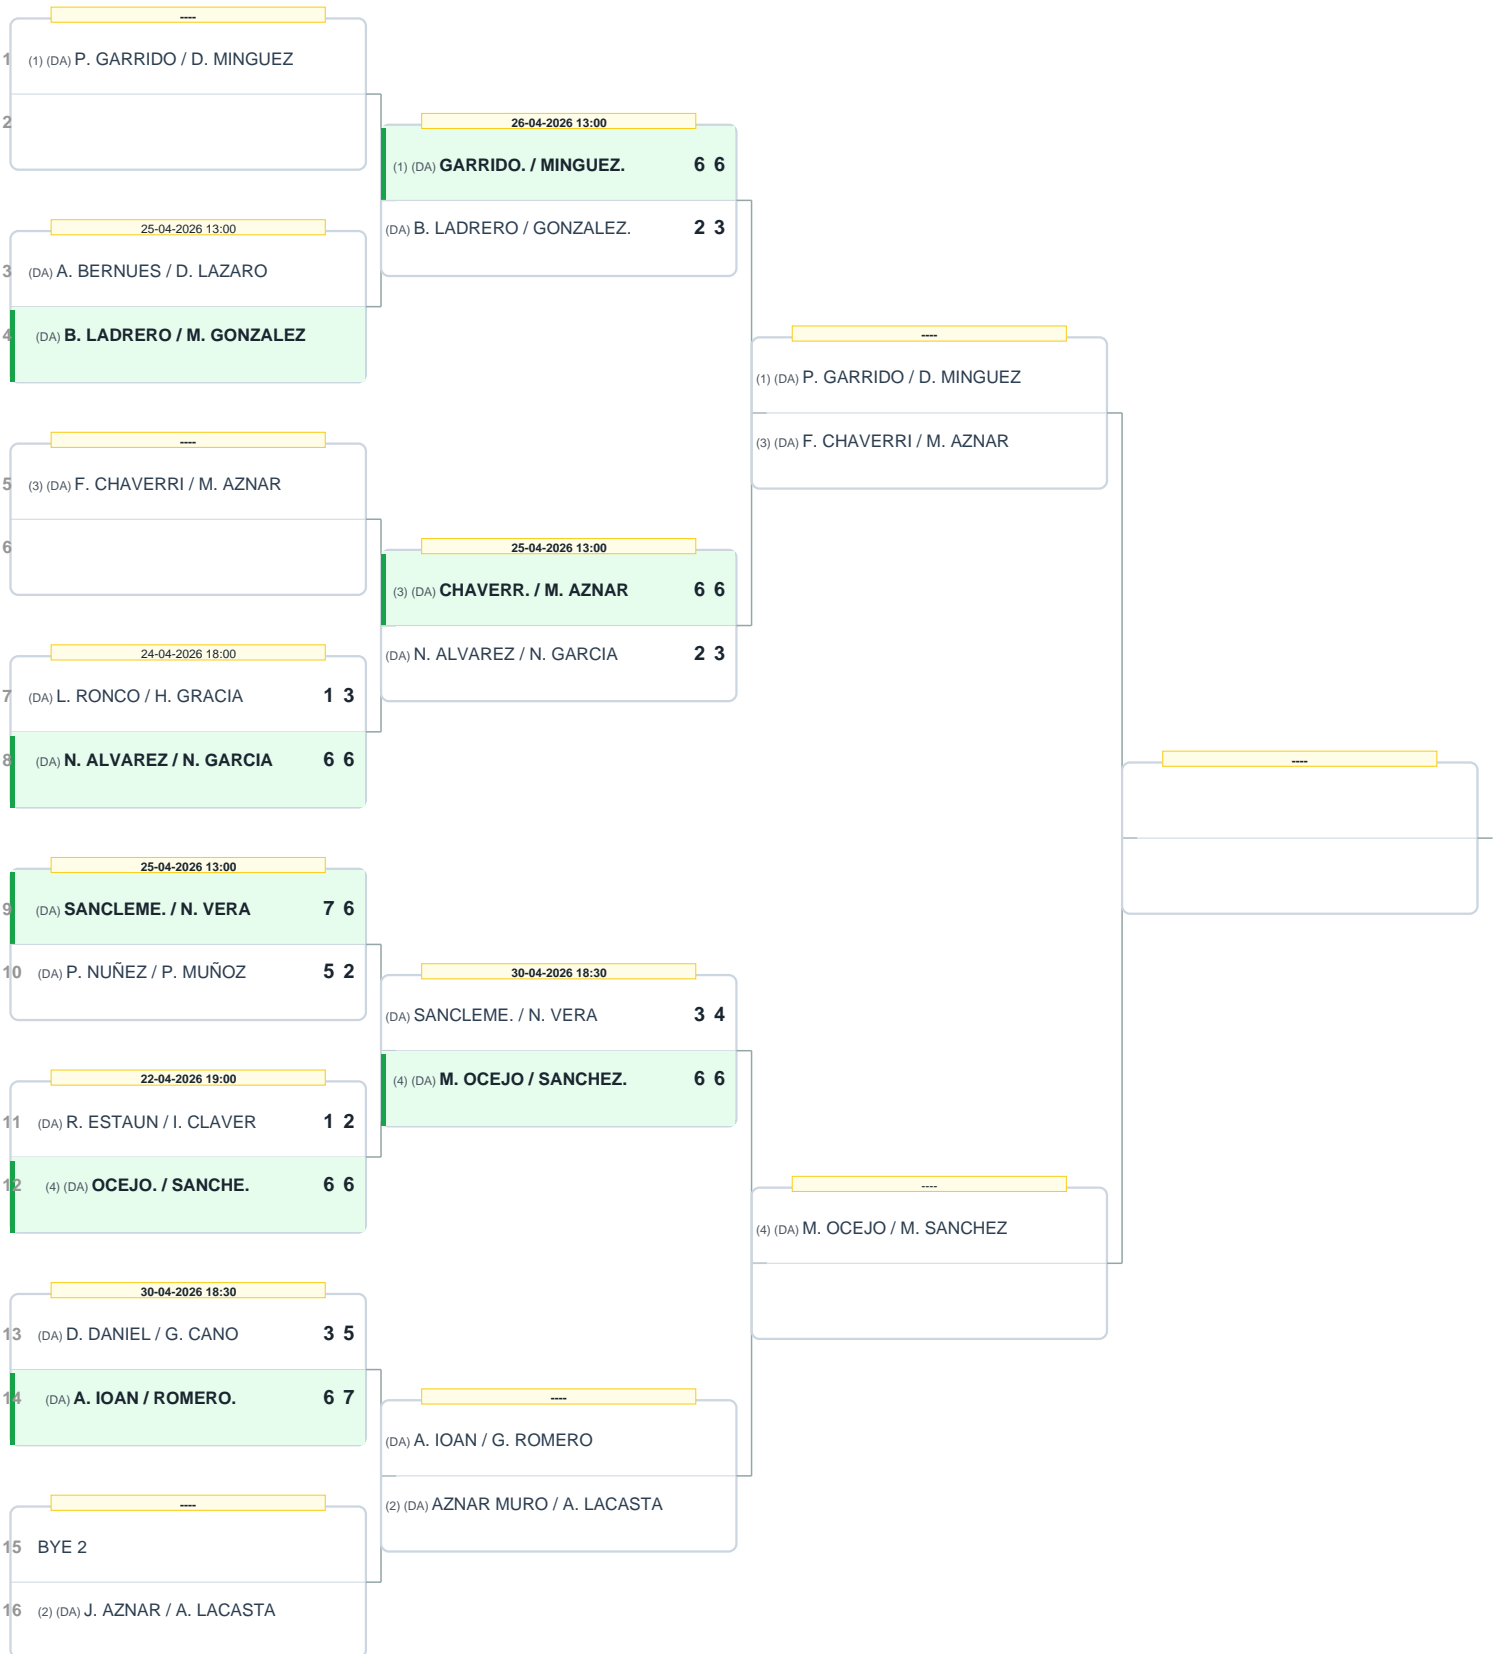 ----
1 (1) (DA) P. GARRIDO / D. MINGUEZ
2
25-04-2026 13:00
3 (DA) A. BERNUES / D. LAZARO
4 (DA) B. LADRERO / M. GONZALEZ
----
5 (3) (DA) F. CHAVERRI / M. AZNAR
6
24-04-2026 18:00
7 (DA) L. RONCO / H. GRACIA 1 3
8 (DA) N. ALVAREZ / N. GARCIA 6 6
25-04-2026 13:00
9 (DA) SANCLEME. / N. VERA 7 6
10 (DA) P. NUÑEZ / P. MUÑOZ 5 2
22-04-2026 19:00
11 (DA) R. ESTAUN / I. CLAVER 1 2
12 (4) (DA) OCEJO. / SANCHE. 6 6
30-04-2026 18:30
13 (DA) D. DANIEL / G. CANO 3 5
14 (DA) A. IOAN / ROMERO. 6 7
----
15 BYE 2
16 (2) (DA) J. AZNAR / A. LACASTA
26-04-2026 13:00
(1) (DA) GARRIDO. / MINGUEZ. 6 6
(DA) B. LADRERO / GONZALEZ. 2 3
25-04-2026 13:00
(3) (DA) CHAVERR. / M. AZNAR 6 6
(DA) N. ALVAREZ / N. GARCIA 2 3
30-04-2026 18:30
(DA) SANCLEME. / N. VERA 3 4
(4) (DA) M. OCEJO / SANCHEZ. 6 6
----
(DA) A. IOAN / G. ROMERO
(2) (DA) AZNAR MURO / A. LACASTA
----
(1) (DA) P. GARRIDO / D. MINGUEZ
(3) (DA) F. CHAVERRI / M. AZNAR
----
(4) (DA) M. OCEJO / M. SANCHEZ
----